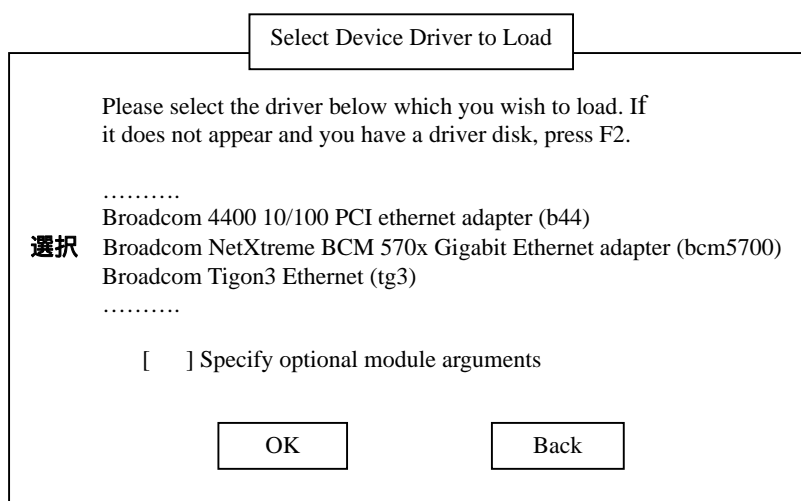 Select Device Driver to Load
Please select the driver below which you wish to load. If
it does not appear and you have a driver disk, press F2.
……….
Broadcom 4400 10/100 PCI ethernet adapter (b44)
選択 Broadcom NetXtreme BCM 570x Gigabit Ethernet adapter (bcm5700)
Broadcom Tigon3 Ethernet (tg3)
……….
[ ] Specify optional module arguments
OK Back